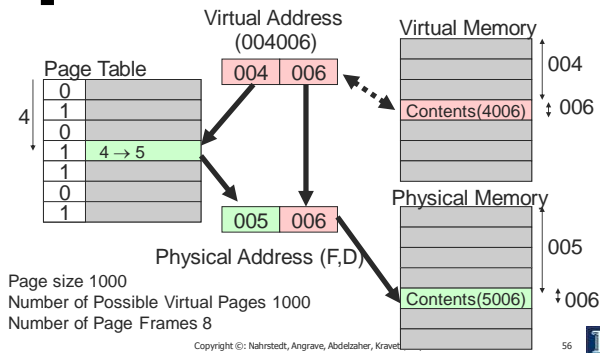 Virtual Address
(004006)
004 006
Virtual Memory
004
006
Contents(4006)
Page Table
0
1
0
1 4 → 5
1
0
1
4
005 006
Physical Address (F,D)
Physical Memory
005
006
Contents(5006)
Page size 1000
Number of Possible Virtual Pages 1000
Number of Page Frames 8
Copyright ©: Nahrstedt, Angrave, Abdelzaher,
56